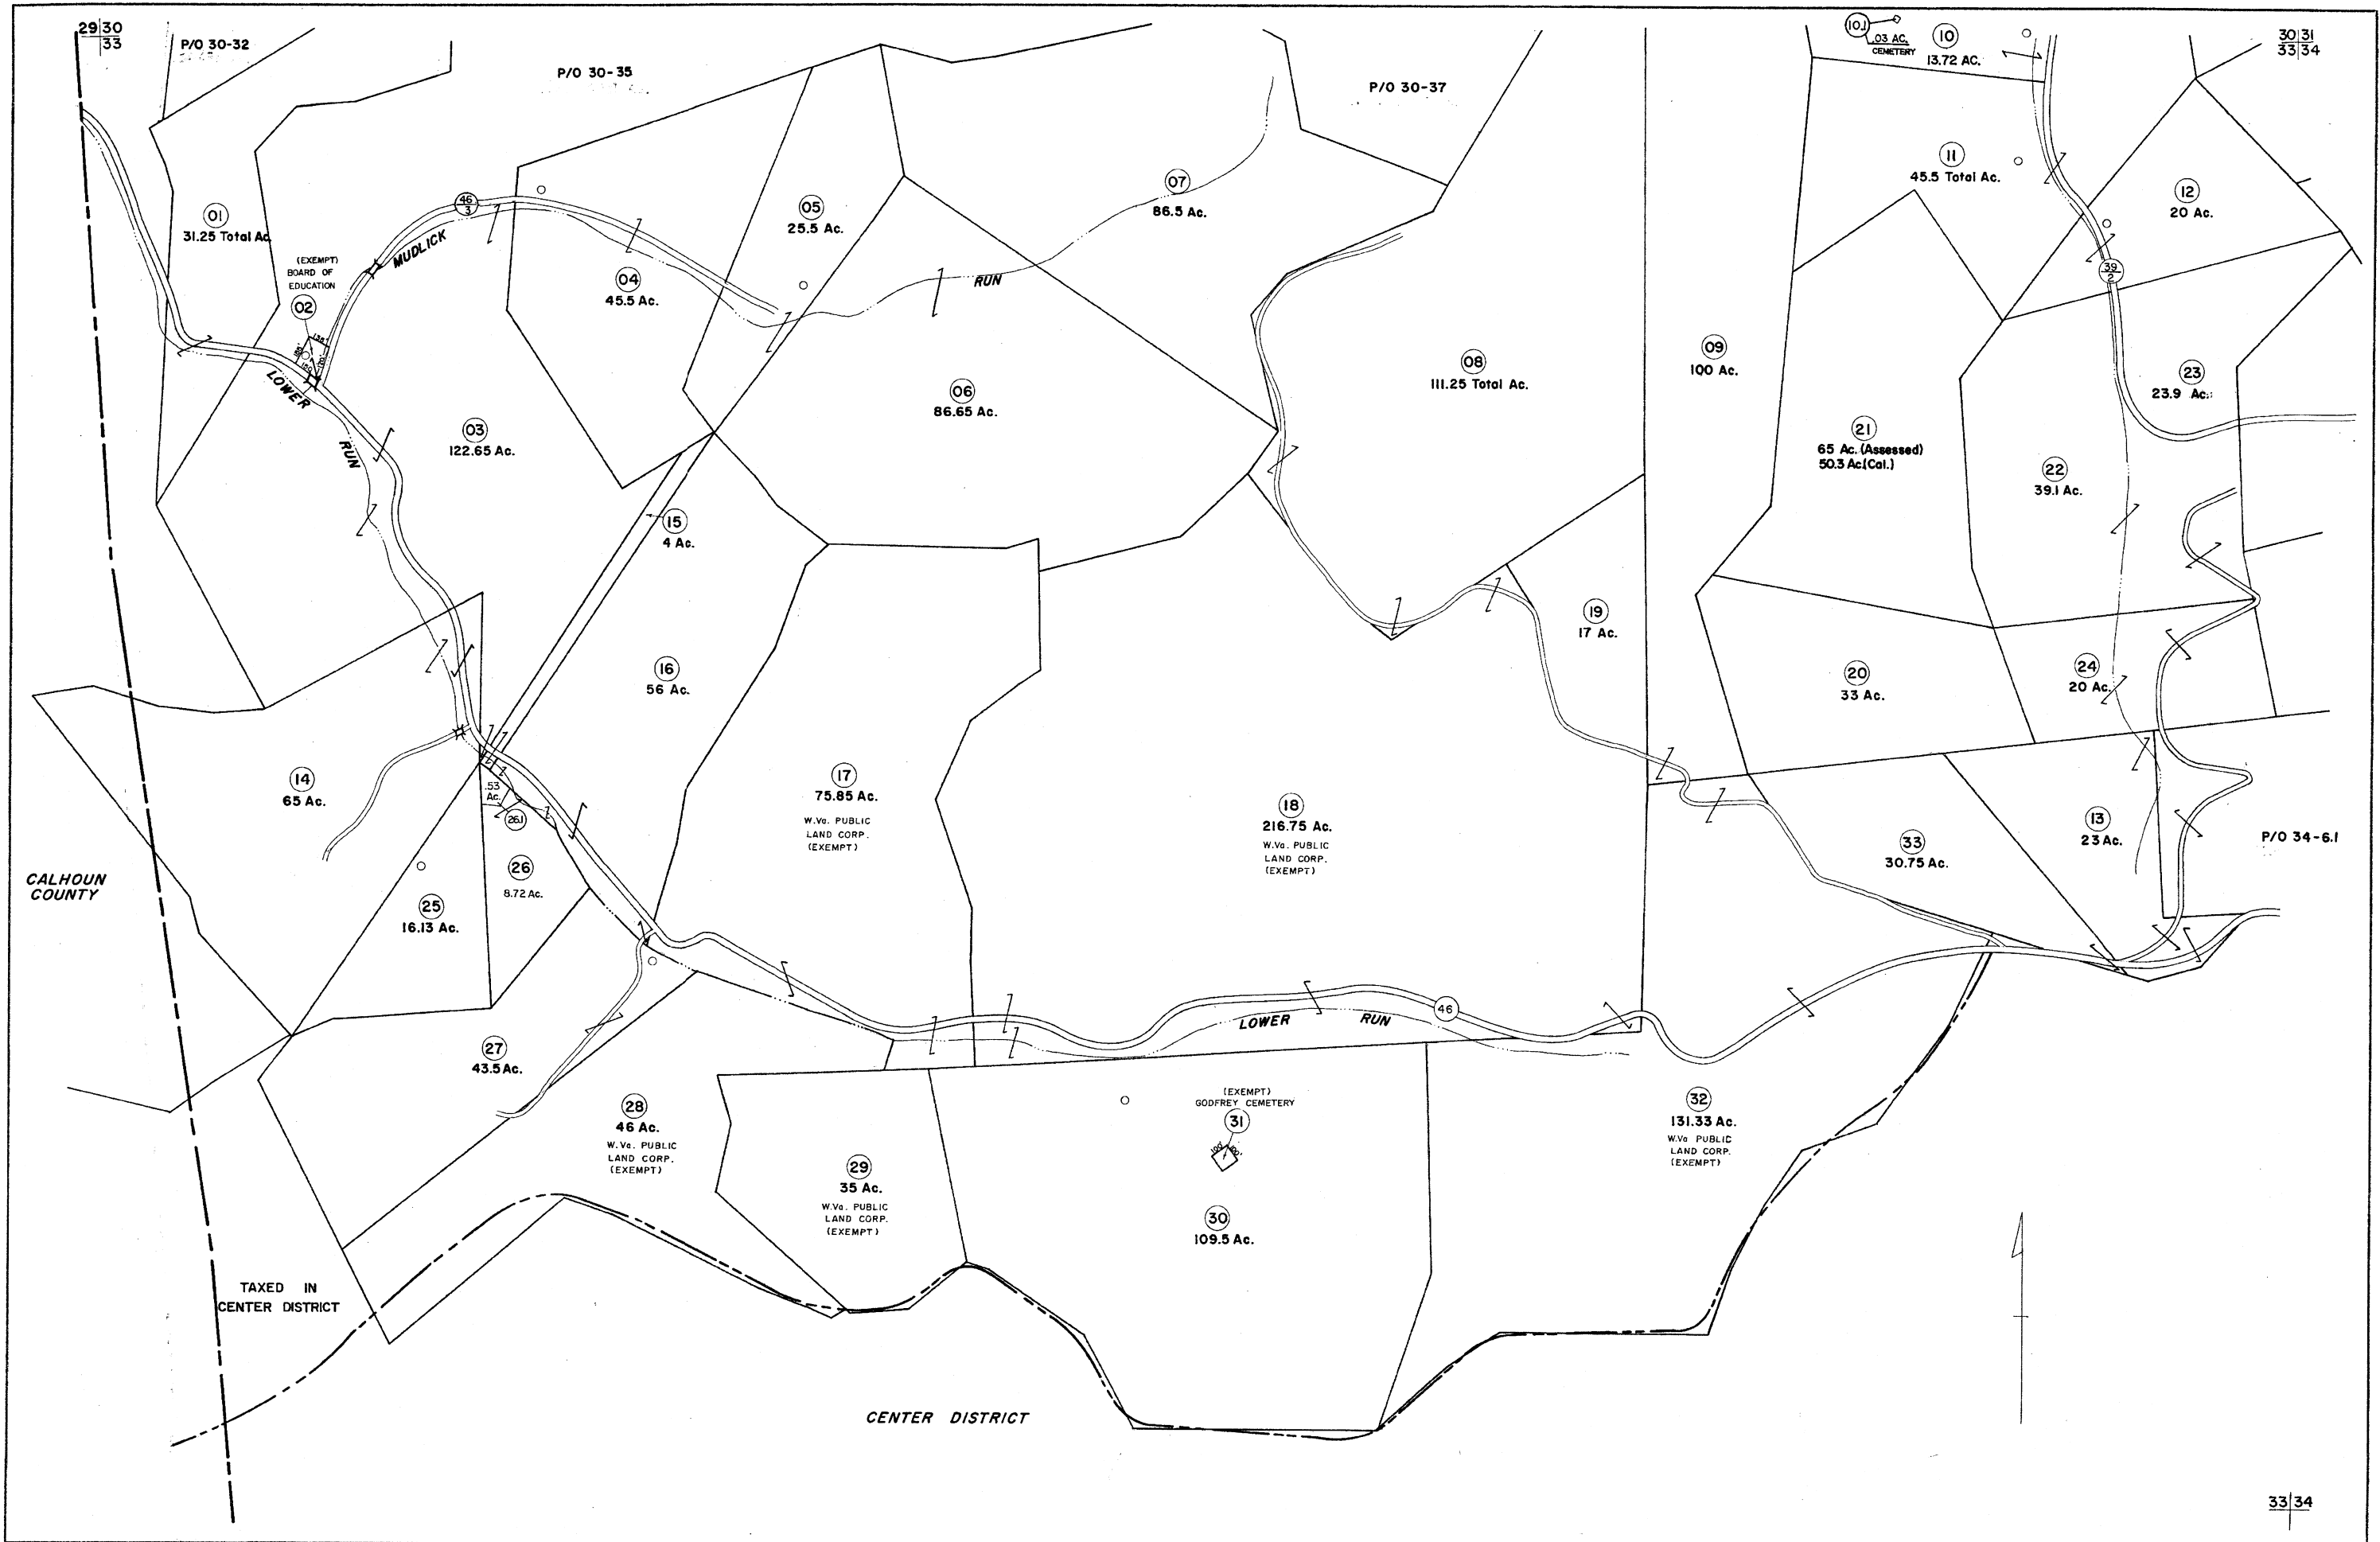 29|30
33
P/O 30-32
P/O 30-35
P/O 30-37
10.1
.03 AC.
CEMETERY
10
13.72 AC.
30|31
33|34
01
31.25 Total Ac.
(EXEMPT)
BOARD OF
EDUCATION
02
46
3
MUDLICK
RUN
04
45.5 Ac.
05
25.5 Ac.
07
86.5 Ac.
11
45.5 Total Ac.
12
20 Ac.
39
2
LOWER
RUN
03
122.65 Ac.
06
86.65 Ac.
08
111.25 Total Ac.
09
100 Ac.
21
65 Ac. (Assessed)
50.3 Ac.(Cal.)
23
23.9 Ac.
22
39.1 Ac.
15
4 Ac.
16
56 Ac.
19
17 Ac.
20
33 Ac.
24
20 Ac.
14
65 Ac.
.53
Ac.
26.1
17
75.85 Ac.
W.Va. PUBLIC
LAND CORP.
(EXEMPT)
18
216.75 Ac.
W.Va. PUBLIC
LAND CORP.
(EXEMPT)
33
30.75 Ac.
13
23 Ac.
P/O 34-6.1
CALHOUN
COUNTY
25
16.13 Ac.
26
8.72 Ac.
LOWER RUN
46
27
43.5 Ac.
28
46 Ac.
W.Va. PUBLIC
LAND CORP.
(EXEMPT)
29
35 Ac.
W.Va. PUBLIC
LAND CORP.
(EXEMPT)
(EXEMPT)
GODFREY CEMETERY
31
100' 100'
30
109.5 Ac.
32
131.33 Ac.
W.Va PUBLIC
LAND CORP.
(EXEMPT)
TAXED IN
CENTER DISTRICT
CENTER DISTRICT
33|34